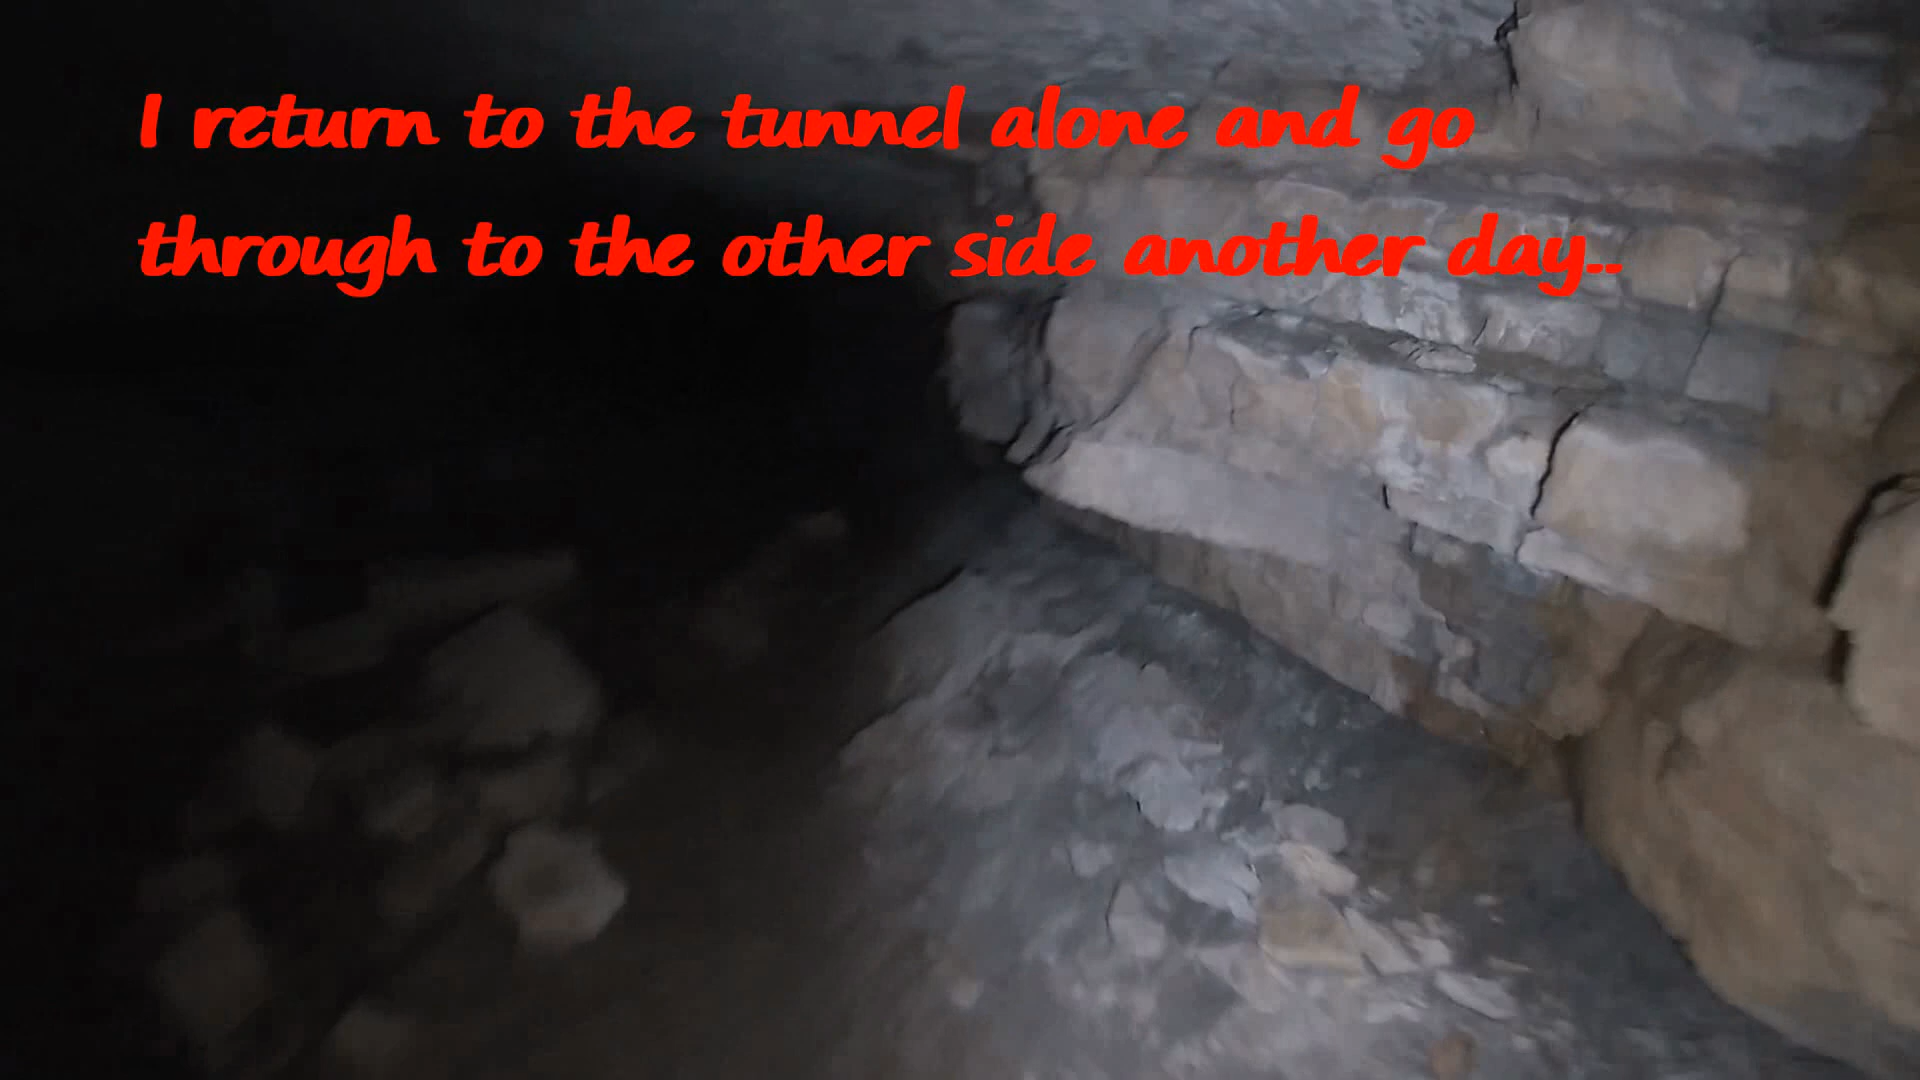 I return to the tunnel alone and go
through to the other side another day..